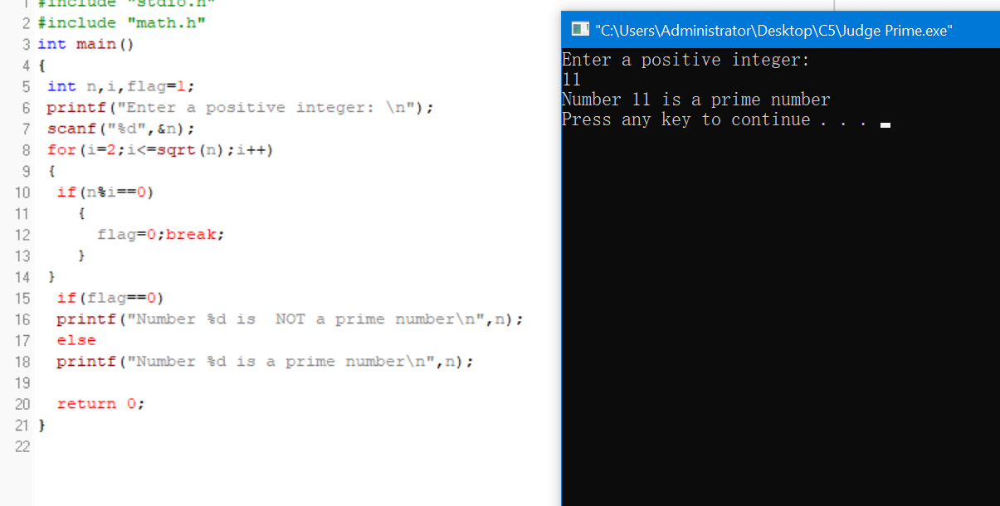 1 #include "stdio.h"
2 #include "math.h"
3 int main()
4 {
5 int n,i,flag=1;
6 printf("Enter a positive integer: \n");
7 scanf("%d",&n);
8 for(i=2;i<=sqrt(n);i++)
9 {
10 if(n%i==0)
11 {
12 flag=0;break;
13 }
14 }
15 if(flag==0)
16 printf("Number %d is  NOT a prime number\n",n);
17 else
18 printf("Number %d is a prime number\n",n);
19
20 return 0;
21 }
22
"C:\Users\Administrator\Desktop\C5\Judge Prime.exe"
Enter a positive integer:
11
Number 11 is a prime number
Press any key to continue . . .